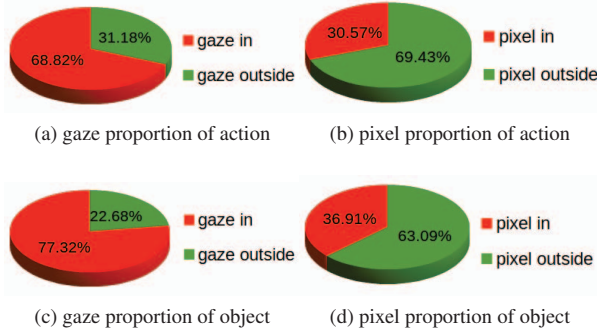 31.18%
68.82%
gaze in
gaze outside
30.57%
69.43%
pixel in
pixel outside
(a) gaze proportion of action
(b) pixel proportion of action
22.68%
77.32%
gaze in
gaze outside
36.91%
63.09%
pixel in
pixel outside
(c) gaze proportion of object
(d) pixel proportion of object